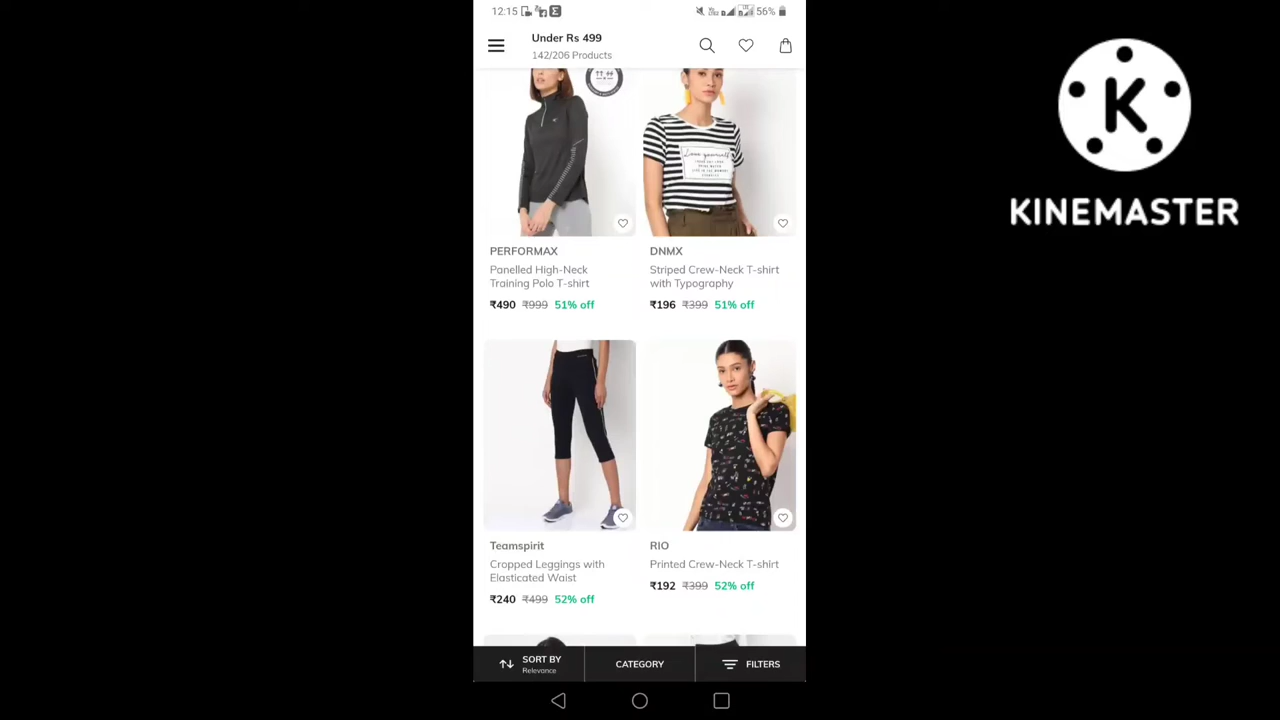 12:15
56%
Under Rs 499
142/206 Products
K
KINEMASTER
Love yourself
PERFORMAX
Panelled High-Neck
Training Polo T-shirt
₹490 ₹999 51% off
DNMX
Striped Crew-Neck T-shirt
with Typography
₹196 ₹399 51% off
Teamspirit
Cropped Leggings with
Elasticated Waist
₹240 ₹499 52% off
RIO
Printed Crew-Neck T-shirt
₹192 ₹399 52% off
SORT BY
Relevance
CATEGORY
FILTERS